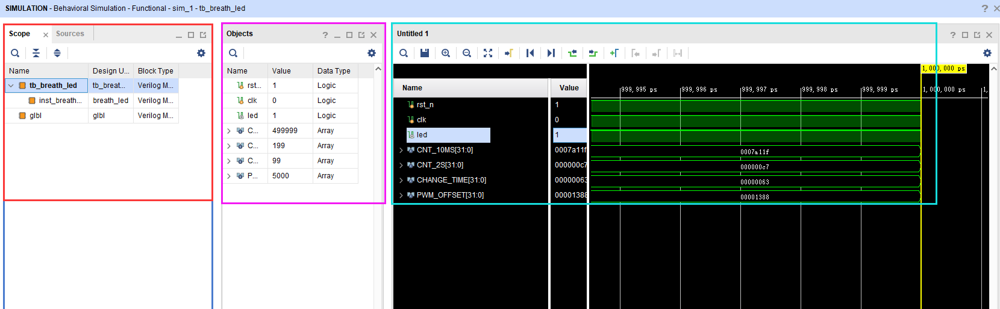 SIMULATION - Behavioral Simulation - Functional - sim_1 - tb_breath_led
Scope
Sources
Name Design U... Block Type
tb_breath_led tb_breat... Verilog M...
inst_breath... breath_led Verilog M...
glbl glbl Verilog M...
Objects
Name Value Data Type
rst... 1 Logic
clk 0 Logic
led 1 Logic
C... 499999 Array
C... 199 Array
C... 99 Array
P... 5000 Array
Untitled 1
1,000,000 ps
Name Value
999,995 ps 999,996 ps 999,997 ps 999,998 ps 999,999 ps 1,000,000 ps 1,
rst_n 1
clk 0
led 1
CNT_10MS[31:0] 0007a11f 0007a11f
CNT_2S[31:0] 000000c7 000000c7
CHANGE_TIME[31:0] 00000063 00000063
PWM_OFFSET[31:0] 00001388 00001388